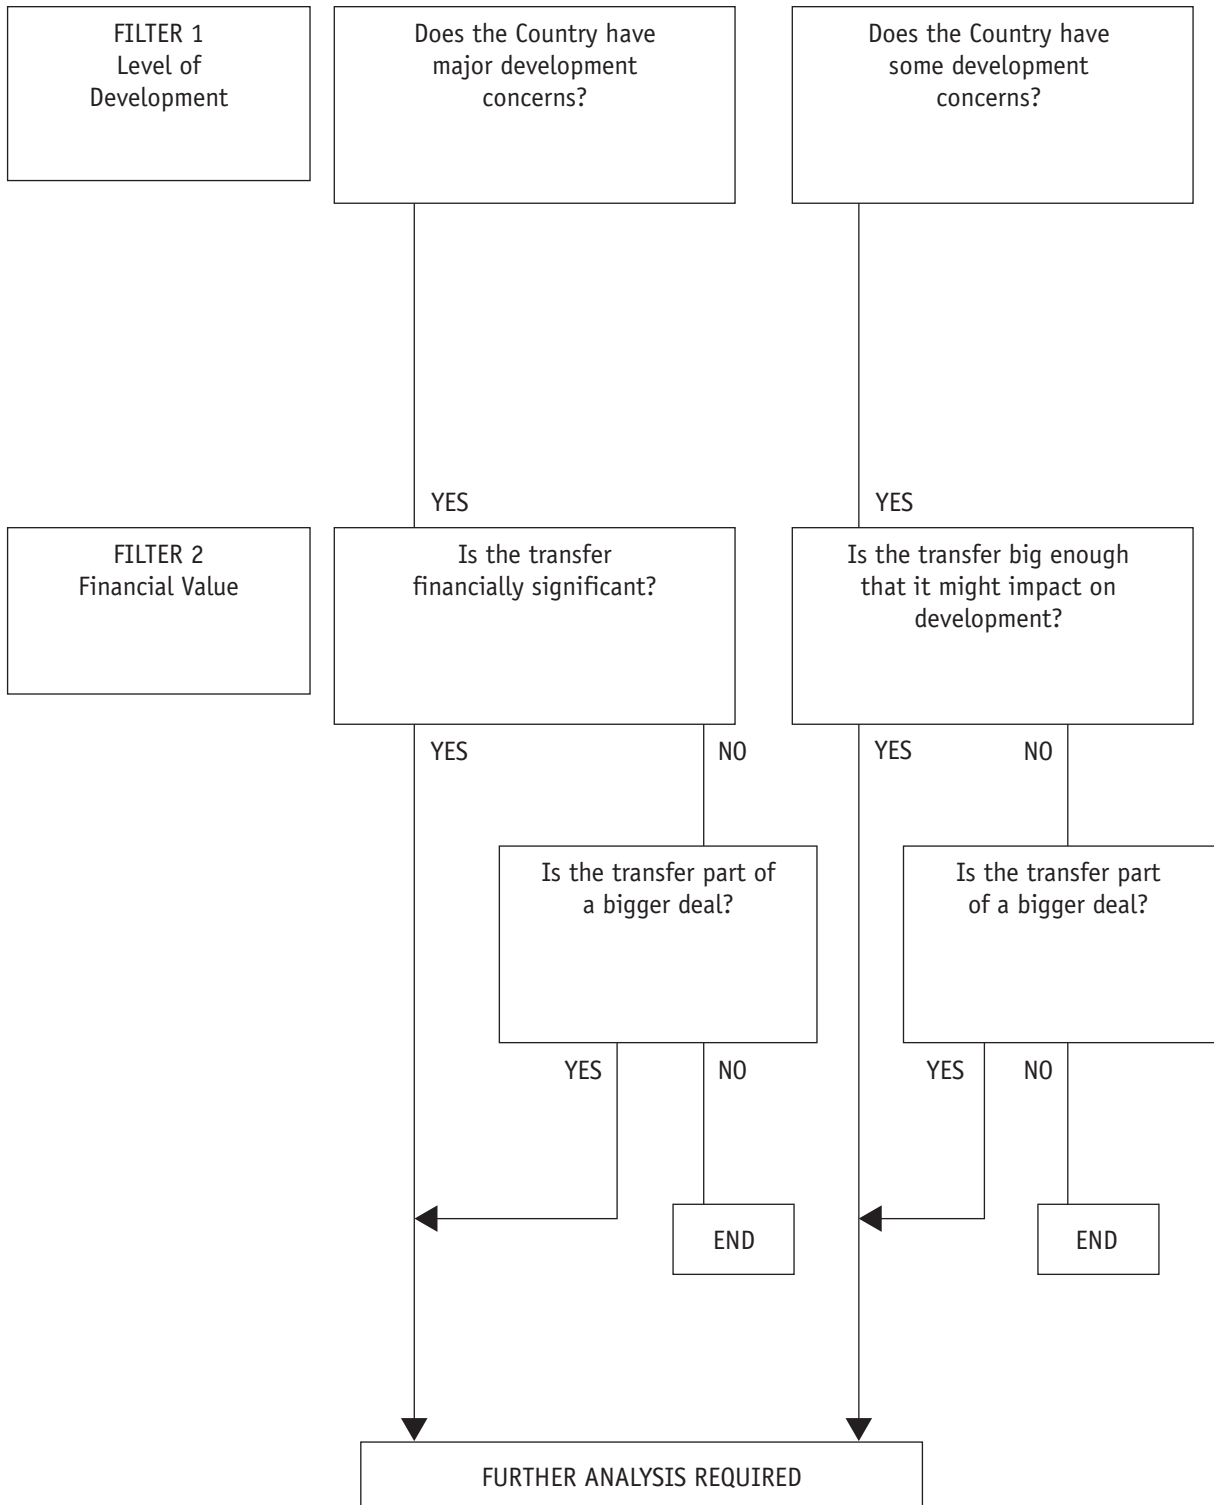 FILTER 1
Level of
Development
Does the Country have
major development
concerns?
Does the Country have
some development
concerns?
YES
YES
FILTER 2
Financial Value
Is the transfer
financially significant?
Is the transfer big enough
that it might impact on
development?
YES
NO
YES
NO
Is the transfer part of
a bigger deal?
Is the transfer part
of a bigger deal?
YES
NO
YES
NO
END
END
FURTHER ANALYSIS REQUIRED